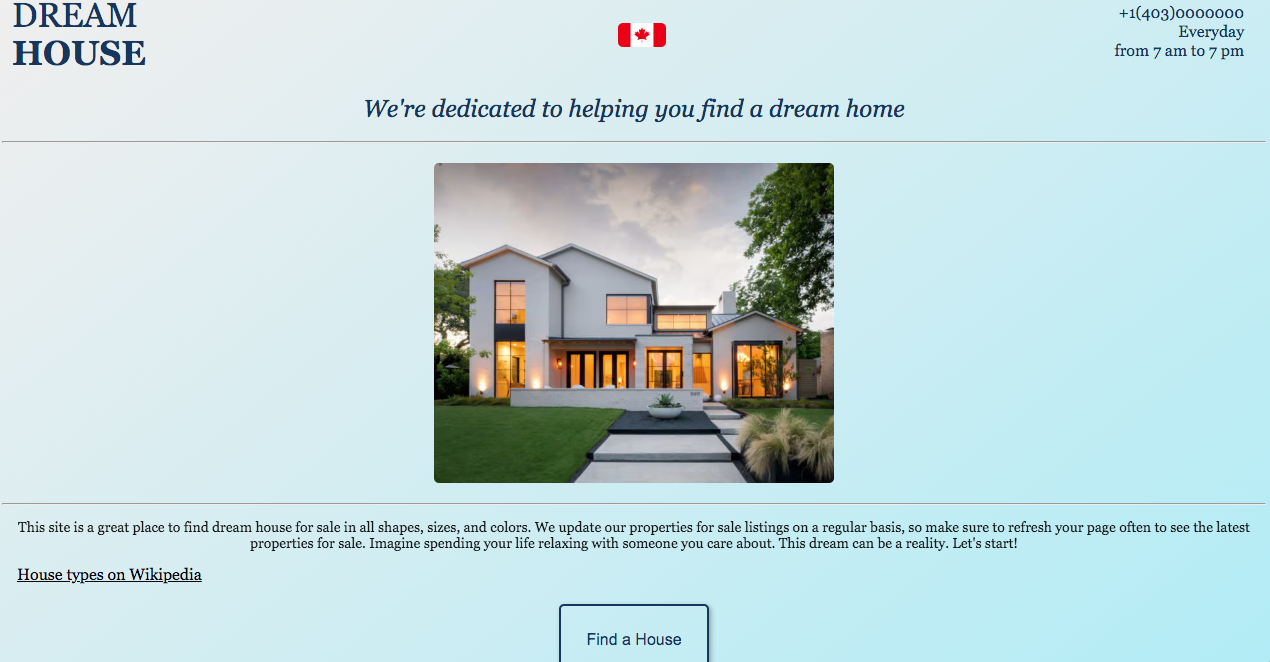 DREAM
HOUSE
+1(403)0000000
Everyday
from 7 am to 7 pm
We're dedicated to helping you find a dream home
This site is a great place to find dream house for sale in all shapes, sizes, and colors. We update our properties for sale listings on a regular basis, so make sure to refresh your page often to see the latest
properties for sale. Imagine spending your life relaxing with someone you care about. This dream can be a reality. Let's start!
House types on Wikipedia
Find a House